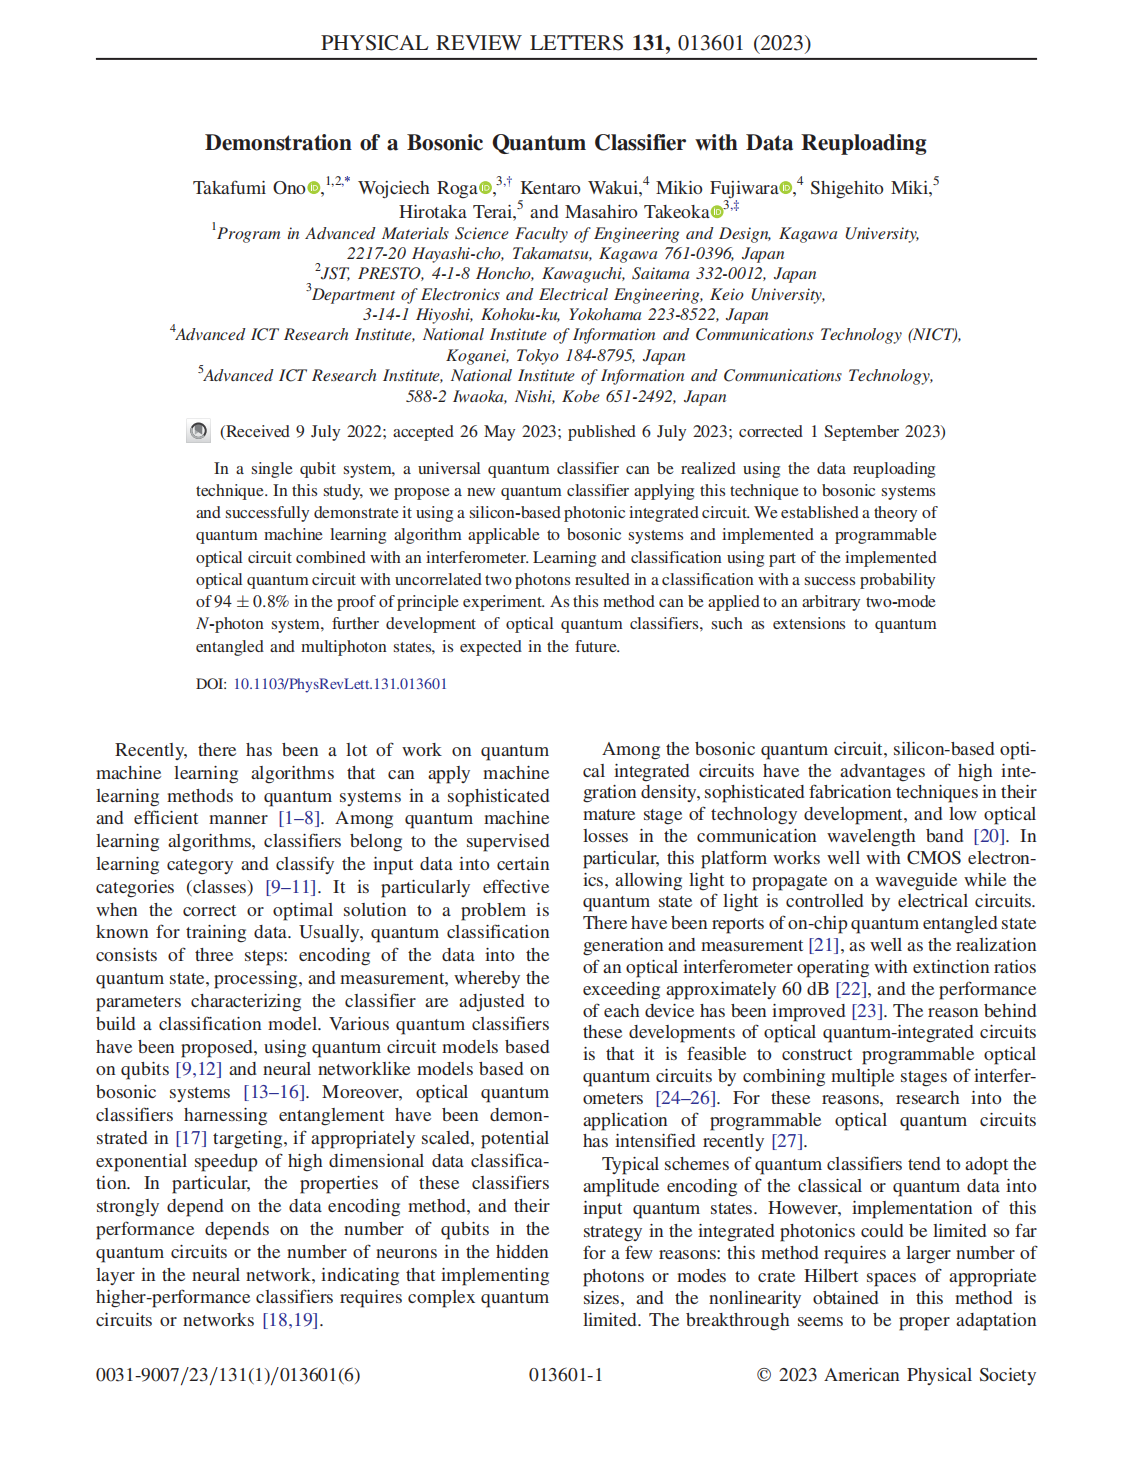 PHYSICAL REVIEW LETTERS 131, 013601 (2023)
Demonstration of a Bosonic Quantum Classifier with Data Reuploading
Takafumi Ono,1,2,* Wojciech Roga,3,† Kentaro Wakui,4 Mikio Fujiwara,4 Shigehito Miki,5
Hirotaka Terai,5 and Masahiro Takeoka3,‡
1Program in Advanced Materials Science Faculty of Engineering and Design, Kagawa University,
2217-20 Hayashi-cho, Takamatsu, Kagawa 761-0396, Japan
2JST, PRESTO, 4-1-8 Honcho, Kawaguchi, Saitama 332-0012, Japan
3Department of Electronics and Electrical Engineering, Keio University,
3-14-1 Hiyoshi, Kohoku-ku, Yokohama 223-8522, Japan
4Advanced ICT Research Institute, National Institute of Information and Communications Technology (NICT),
Koganei, Tokyo 184-8795, Japan
5Advanced ICT Research Institute, National Institute of Information and Communications Technology,
588-2 Iwaoka, Nishi, Kobe 651-2492, Japan
(Received 9 July 2022; accepted 26 May 2023; published 6 July 2023; corrected 1 September 2023)
In a single qubit system, a universal quantum classifier can be realized using the data reuploading
technique. In this study, we propose a new quantum classifier applying this technique to bosonic systems
and successfully demonstrate it using a silicon-based photonic integrated circuit. We established a theory of
quantum machine learning algorithm applicable to bosonic systems and implemented a programmable
optical circuit combined with an interferometer. Learning and classification using part of the implemented
optical quantum circuit with uncorrelated two photons resulted in a classification with a success probability
of 94 ± 0.8% in the proof of principle experiment. As this method can be applied to an arbitrary two-mode
N-photon system, further development of optical quantum classifiers, such as extensions to quantum
entangled and multiphoton states, is expected in the future.
DOI: 10.1103/PhysRevLett.131.013601
Recently, there has been a lot of work on quantum
machine learning algorithms that can apply machine
learning methods to quantum systems in a sophisticated
and efficient manner [1–8]. Among quantum machine
learning algorithms, classifiers belong to the supervised
learning category and classify the input data into certain
categories (classes) [9–11]. It is particularly effective
when the correct or optimal solution to a problem is
known for training data. Usually, quantum classification
consists of three steps: encoding of the data into the
quantum state, processing, and measurement, whereby the
parameters characterizing the classifier are adjusted to
build a classification model. Various quantum classifiers
have been proposed, using quantum circuit models based
on qubits [9,12] and neural networklike models based on
bosonic systems [13–16]. Moreover, optical quantum
classifiers harnessing entanglement have been demon-
strated in [17] targeting, if appropriately scaled, potential
exponential speedup of high dimensional data classifica-
tion. In particular, the properties of these classifiers
strongly depend on the data encoding method, and their
performance depends on the number of qubits in the
quantum circuits or the number of neurons in the hidden
layer in the neural network, indicating that implementing
higher-performance classifiers requires complex quantum
circuits or networks [18,19].
Among the bosonic quantum circuit, silicon-based opti-
cal integrated circuits have the advantages of high inte-
gration density, sophisticated fabrication techniques in their
mature stage of technology development, and low optical
losses in the communication wavelength band [20]. In
particular, this platform works well with CMOS electron-
ics, allowing light to propagate on a waveguide while the
quantum state of light is controlled by electrical circuits.
There have been reports of on-chip quantum entangled state
generation and measurement [21], as well as the realization
of an optical interferometer operating with extinction ratios
exceeding approximately 60 dB [22], and the performance
of each device has been improved [23]. The reason behind
these developments of optical quantum-integrated circuits
is that it is feasible to construct programmable optical
quantum circuits by combining multiple stages of interfer-
ometers [24–26]. For these reasons, research into the
application of programmable optical quantum circuits
has intensified recently [27].
Typical schemes of quantum classifiers tend to adopt the
amplitude encoding of the classical or quantum data into
input quantum states. However, implementation of this
strategy in the integrated photonics could be limited so far
for a few reasons: this method requires a larger number of
photons or modes to crate Hilbert spaces of appropriate
sizes, and the nonlinearity obtained in this method is
limited. The breakthrough seems to be proper adaptation
0031-9007/23/131(1)/013601(6)
013601-1
© 2023 American Physical Society